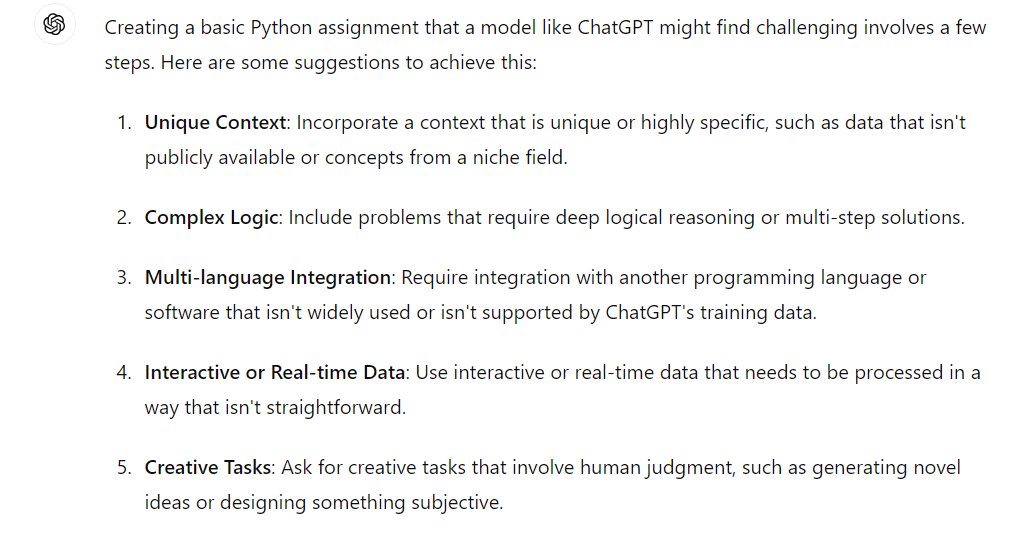 Creating a basic Python assignment that a model like ChatGPT might find challenging involves a few
steps. Here are some suggestions to achieve this:
1. Unique Context: Incorporate a context that is unique or highly specific, such as data that isn't
publicly available or concepts from a niche field.
2. Complex Logic: Include problems that require deep logical reasoning or multi-step solutions.
3. Multi-language Integration: Require integration with another programming language or
software that isn't widely used or isn't supported by ChatGPT's training data.
4. Interactive or Real-time Data: Use interactive or real-time data that needs to be processed in a
way that isn't straightforward.
5. Creative Tasks: Ask for creative tasks that involve human judgment, such as generating novel
ideas or designing something subjective.